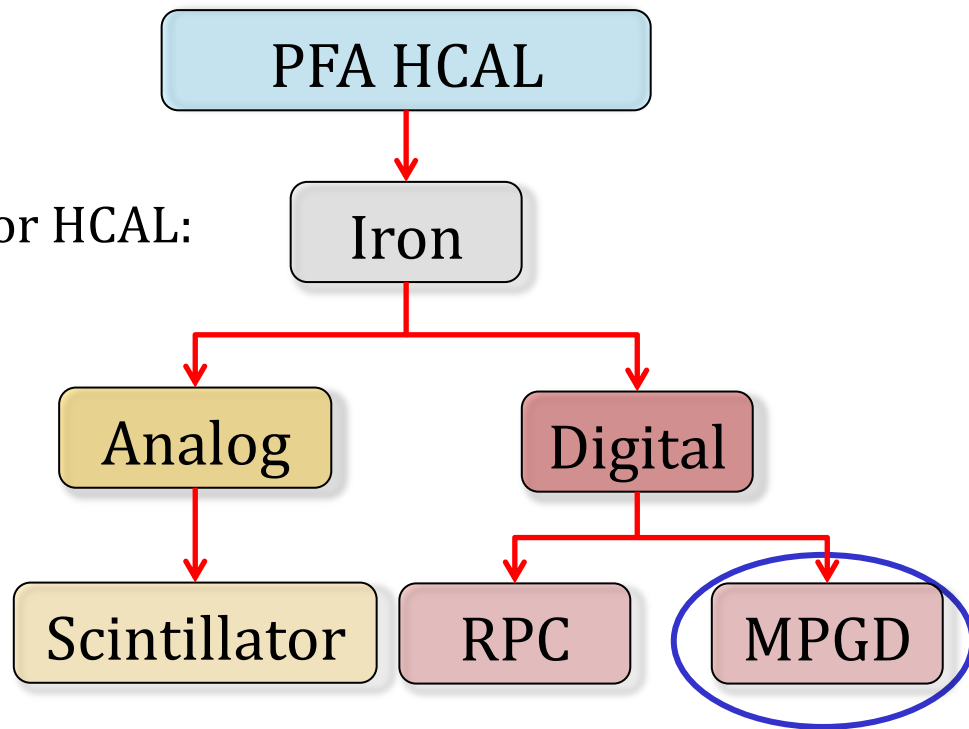 PFA HCAL
or HCAL:
Iron
Analog
Digital
Scintillator
RPC
MPGD